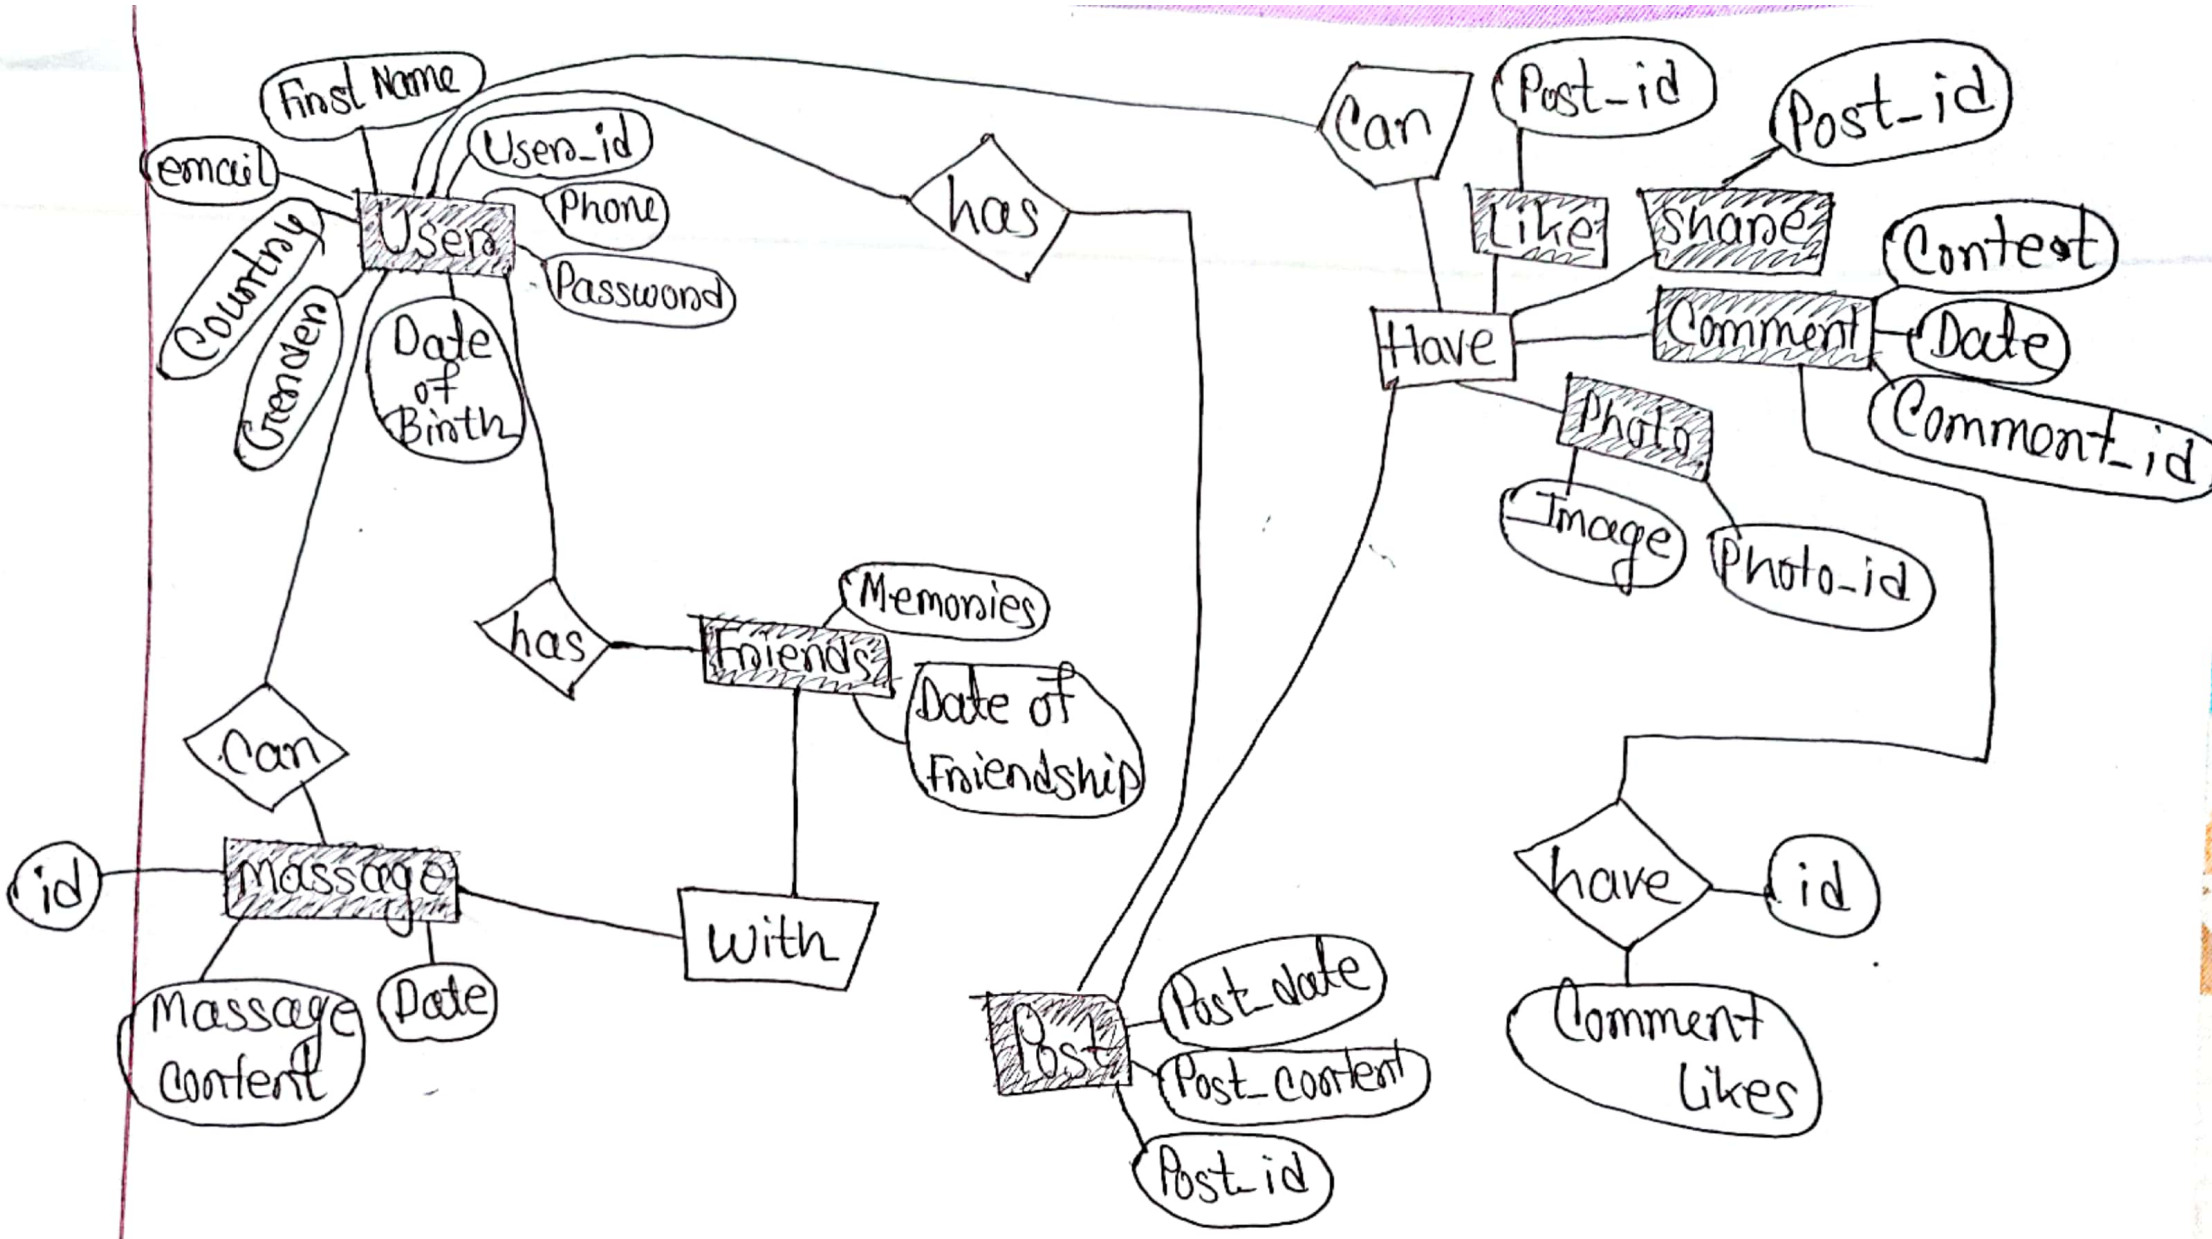 First Name
email
User_id
Phone
User
Password
Country
Gender
Date
of
Birth
has
Can
Post_id
Post_id
Like
share
Content
Have
Comment
Date
Comment_id
Photo
Image
Photo_id
has
Friends
Memories
Date of
Friendship
Can
id
Massage
With
Massage
content
Date
Post
Post_date
Post_content
Post_id
have
id
Comment
Likes